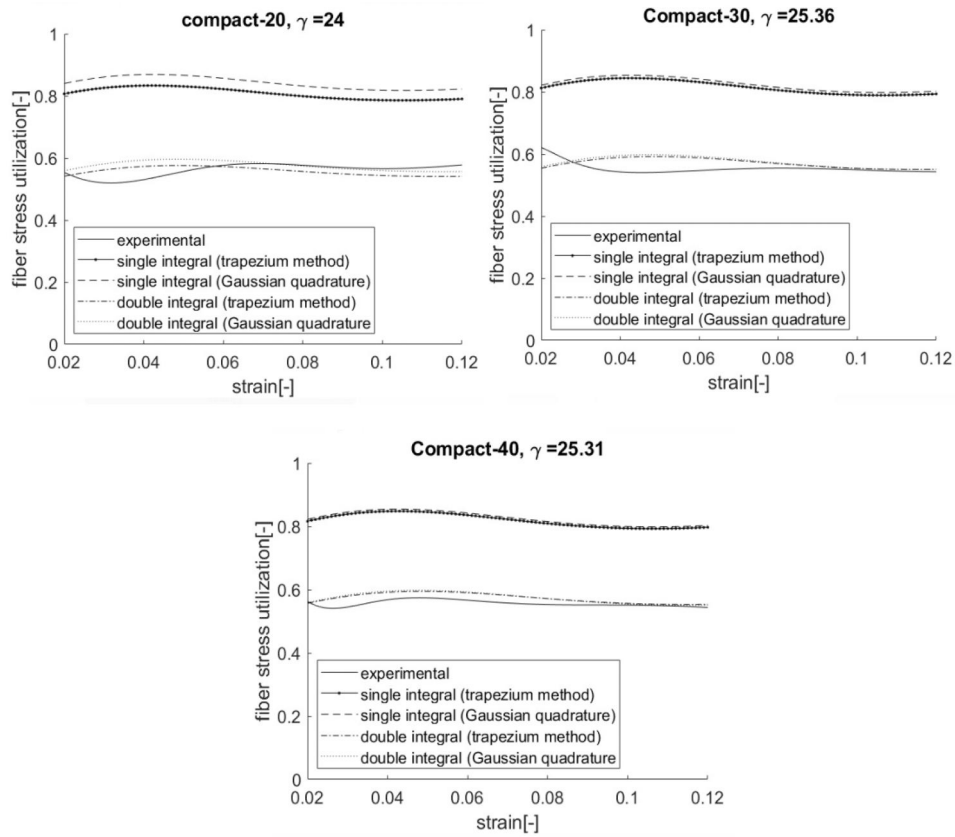 compact-20, γ =24
fiber stress utilization[-]
1
0.8
0.6
0.4
0.2
0
experimental
single integral (trapezium method)
single integral (Gaussian quadrature)
double integral (trapezium method)
double integral (Gaussian quadrature
0.02
0.04
0.06
0.08
0.1
0.12
strain[-]
Compact-30, γ =25.36
fiber stress utilization[-]
1
0.8
0.6
0.4
0.2
0
experimental
single integral (trapezium method)
single integral (Gaussian quadrature)
double integral (trapezium method)
double integral (Gaussian quadrature
0.02
0.04
0.06
0.08
0.1
0.12
strain[-]
Compact-40, γ =25.31
fiber stress utilization[-]
1
0.8
0.6
0.4
0.2
0
experimental
single integral (trapezium method)
single integral (Gaussian quadrature)
double integral (trapezium method)
double integral (Gaussian quadrature
0.02
0.04
0.06
0.08
0.1
0.12
strain[-]